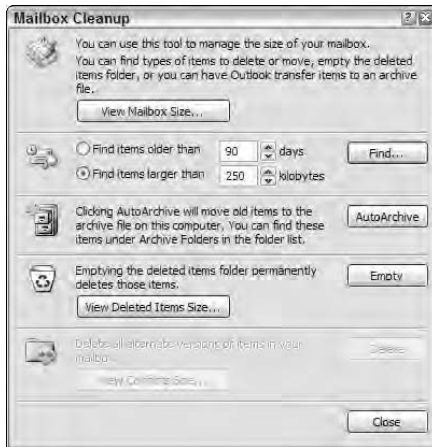 Mailbox Cleanup
You can use this tool to manage the size of your mailbox.
You can find types of items to delete or move, empty the deleted
items folder, or you can have Outlook transfer items to an archive
file.
View Mailbox Size...
Find items older than 90 days
Find...
Find items larger than 250 kilobytes
Clicking AutoArchive will move old items to the
archive file on this computer. You can find these
items under Archive Folders in the folder list.
AutoArchive
Emptying the deleted items folder permanently
deletes those items.
Empty
View Deleted Items Size...
Delete all alternate versions of items in your
mailbox.
Delete
View Conflicts Size...
Close